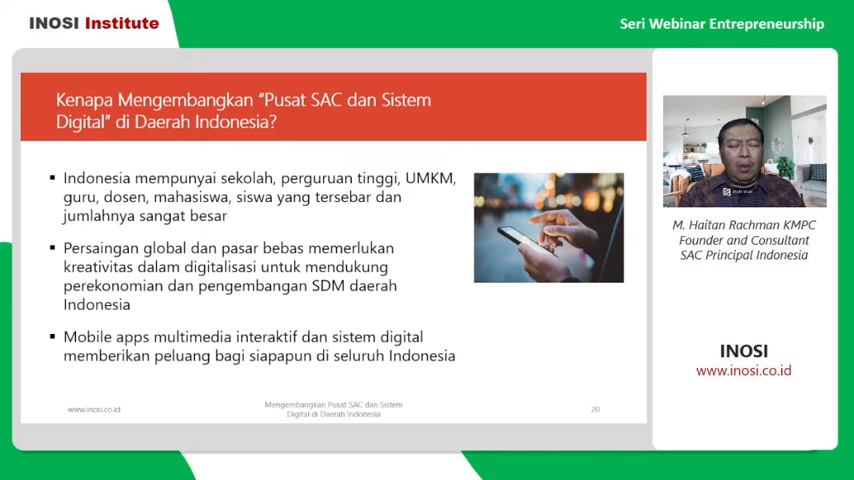 INOSI Institute
Seri Webinar Entrepreneurship
Kenapa Mengembangkan “Pusat SAC dan Sistem
Digital” di Daerah Indonesia?
▪ Indonesia mempunyai sekolah, perguruan tinggi, UMKM,
guru, dosen, mahasiswa, siswa yang tersebar dan
jumlahnya sangat besar
▪ Persaingan global dan pasar bebas memerlukan
kreativitas dalam digitalisasi untuk mendukung
perekonomian dan pengembangan SDM daerah
Indonesia
▪ Mobile apps multimedia interaktif dan sistem digital
memberikan peluang bagi siapapun di seluruh Indonesia
www.inosi.co.id
Mengembangkan Pusat SAC dan Sistem
Digital di Daerah Indonesia
20
M. Haitan Rachman KMPC
Founder and Consultant
SAC Principal Indonesia
INOSI
www.inosi.co.id